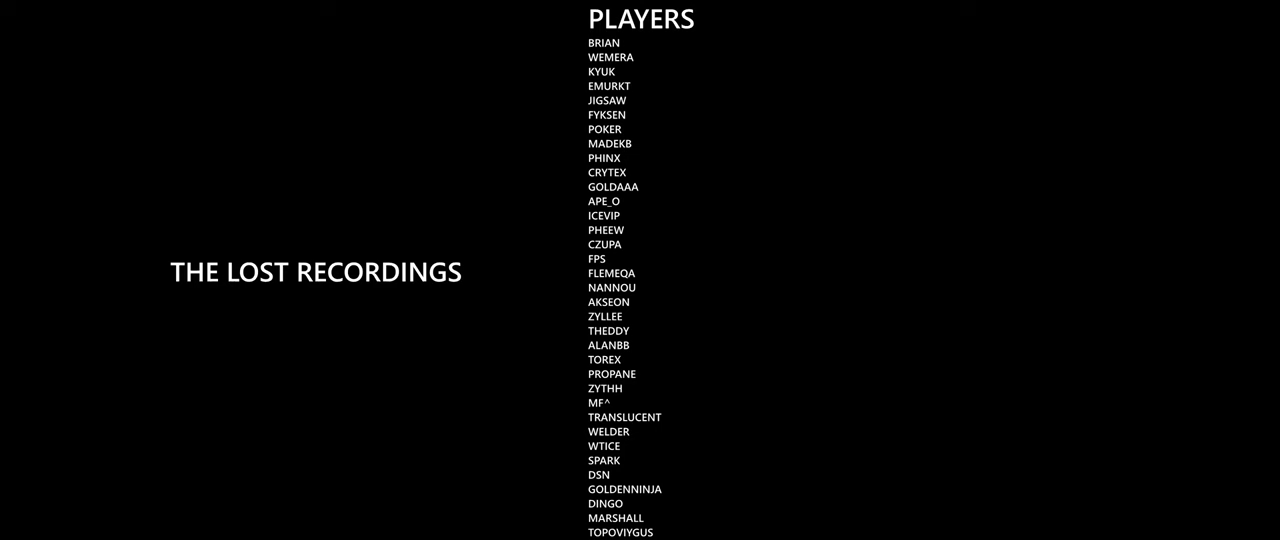 THE LOST RECORDINGS
PLAYERS
BRIAN
WEMERA
KYUK
EMURKT
JIGSAW
FYKSEN
POKER
MADEKB
PHINX
CRYTEX
GOLDAAA
APE_O
ICEVIP
PHEEW
CZUPA
FPS
FLEMEQA
NANNOU
AKSEON
ZYLLEE
THEDDY
ALANBB
TOREX
PROPANE
ZYTHH
MF^
TRANSLUCENT
WELDER
WTICE
SPARK
DSN
GOLDENNINJA
DINGO
MARSHALL
TOPOVIYGUS